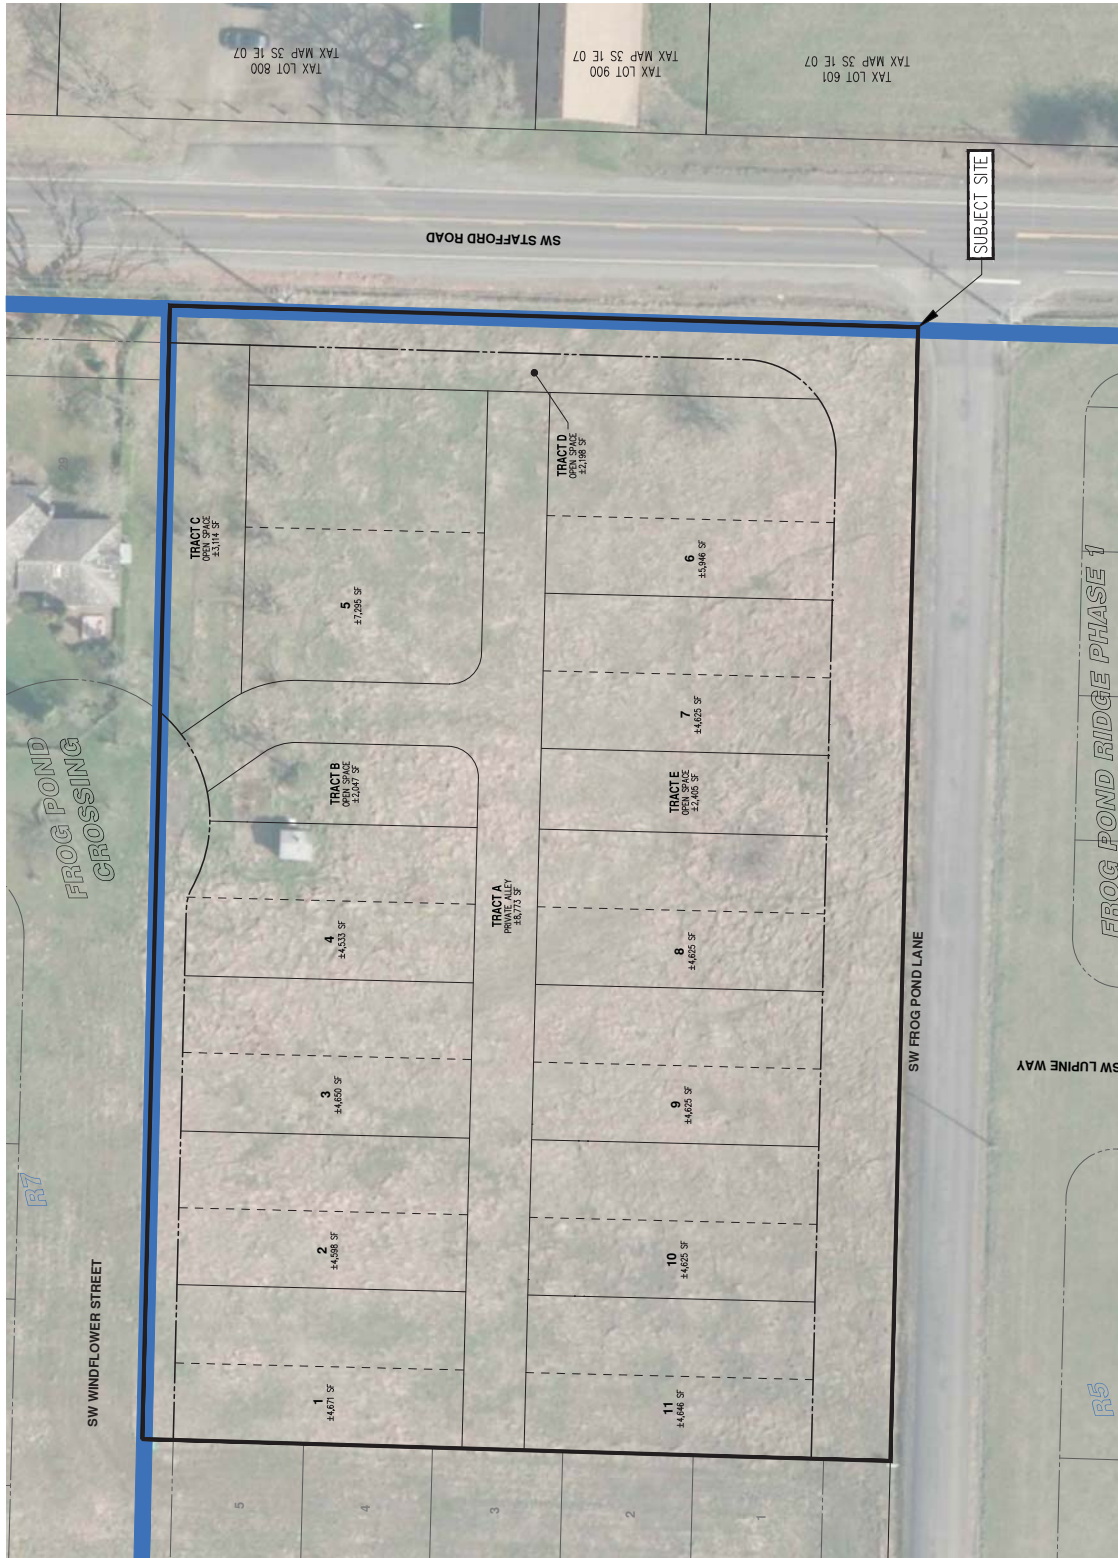 TAX LOT 800
TAX MAP 3S 1E 07
TAX LOT 900
TAX MAP 3S 1E 07
TAX LOT 601
TAX MAP 3S 1E 07
SW STAFFORD ROAD
SUBJECT SITE
TRACT C
OPEN SPACE
±3,114 SF
TRACT D
OPEN SPACE
±2,198 SF
5
±7,295 SF
6
±5,946 SF
7
±4,625 SF
TRACT B
OPEN SPACE
±2,047 SF
TRACT E
OPEN SPACE
±2,405 SF
TRACT A
PRIVATE ALLEY
±8,773 SF
4
±4,533 SF
8
±4,625 SF
3
±4,650 SF
9
±4,625 SF
2
±4,598 SF
10
±4,625 SF
1
±4,671 SF
11
±4,646 SF
FROG POND
CROSSING
FROG POND RIDGE PHASE 1
SW FROG POND LANE
SW LUPINE WAY
SW WINDFLOWER STREET
R7
R5
29
5
4
3
2
1